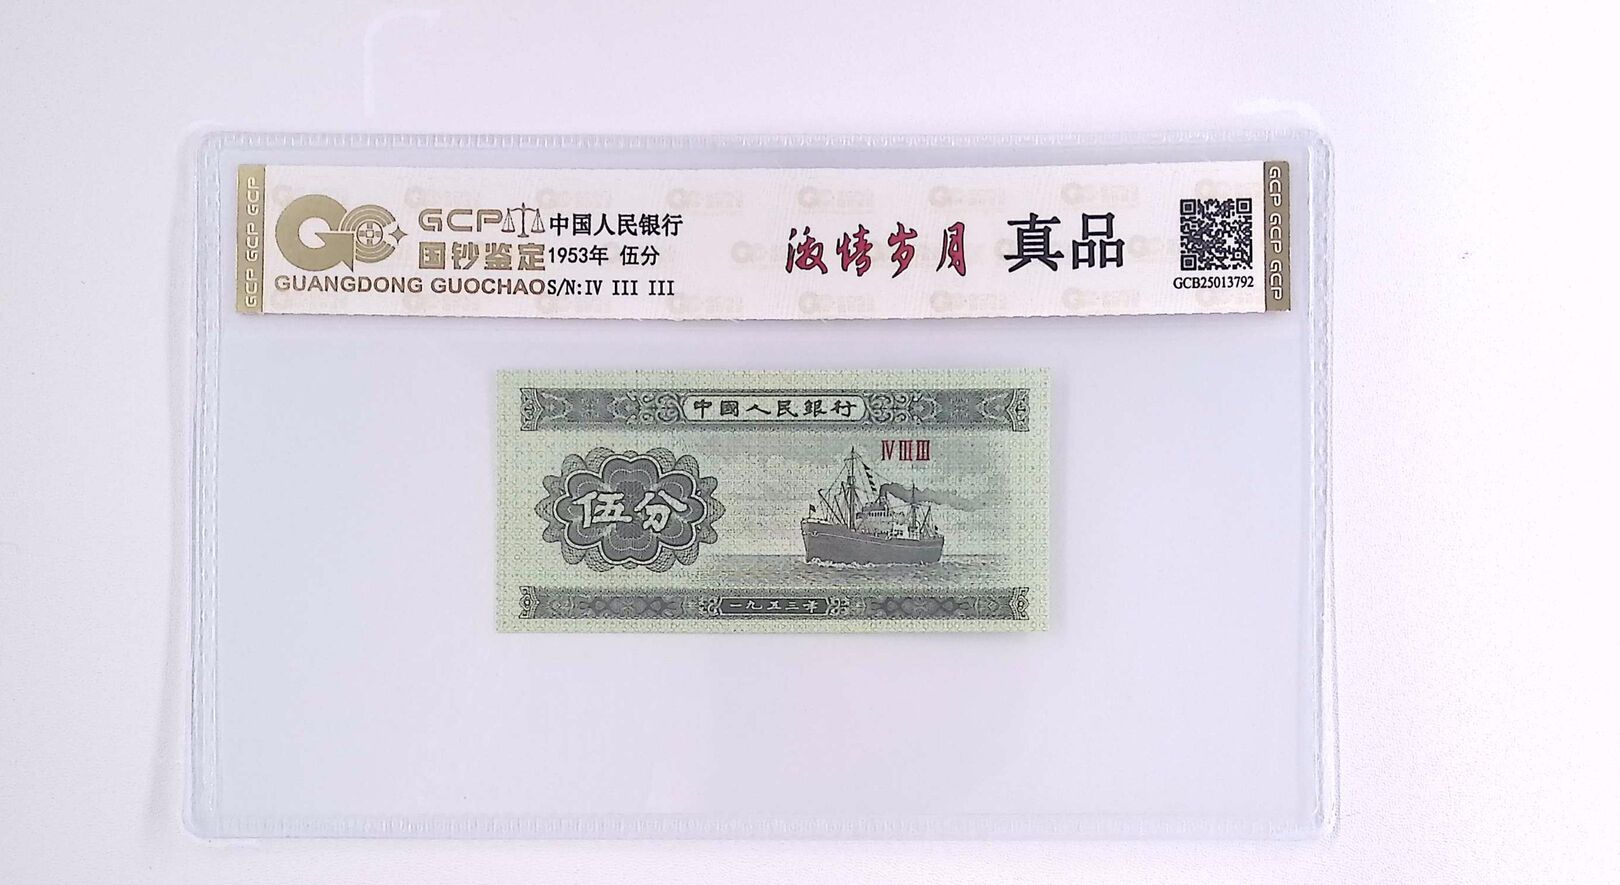 GCP GCP GCP
GCP
国钞鉴定
GUANGDONG GUOCHAO
中国人民银行
1953年 伍分
S/N:IV III III
激情岁月
真品
GCB25013792
GCP GCP GCP
中國人民銀行
IV III III
伍分
一九五三年